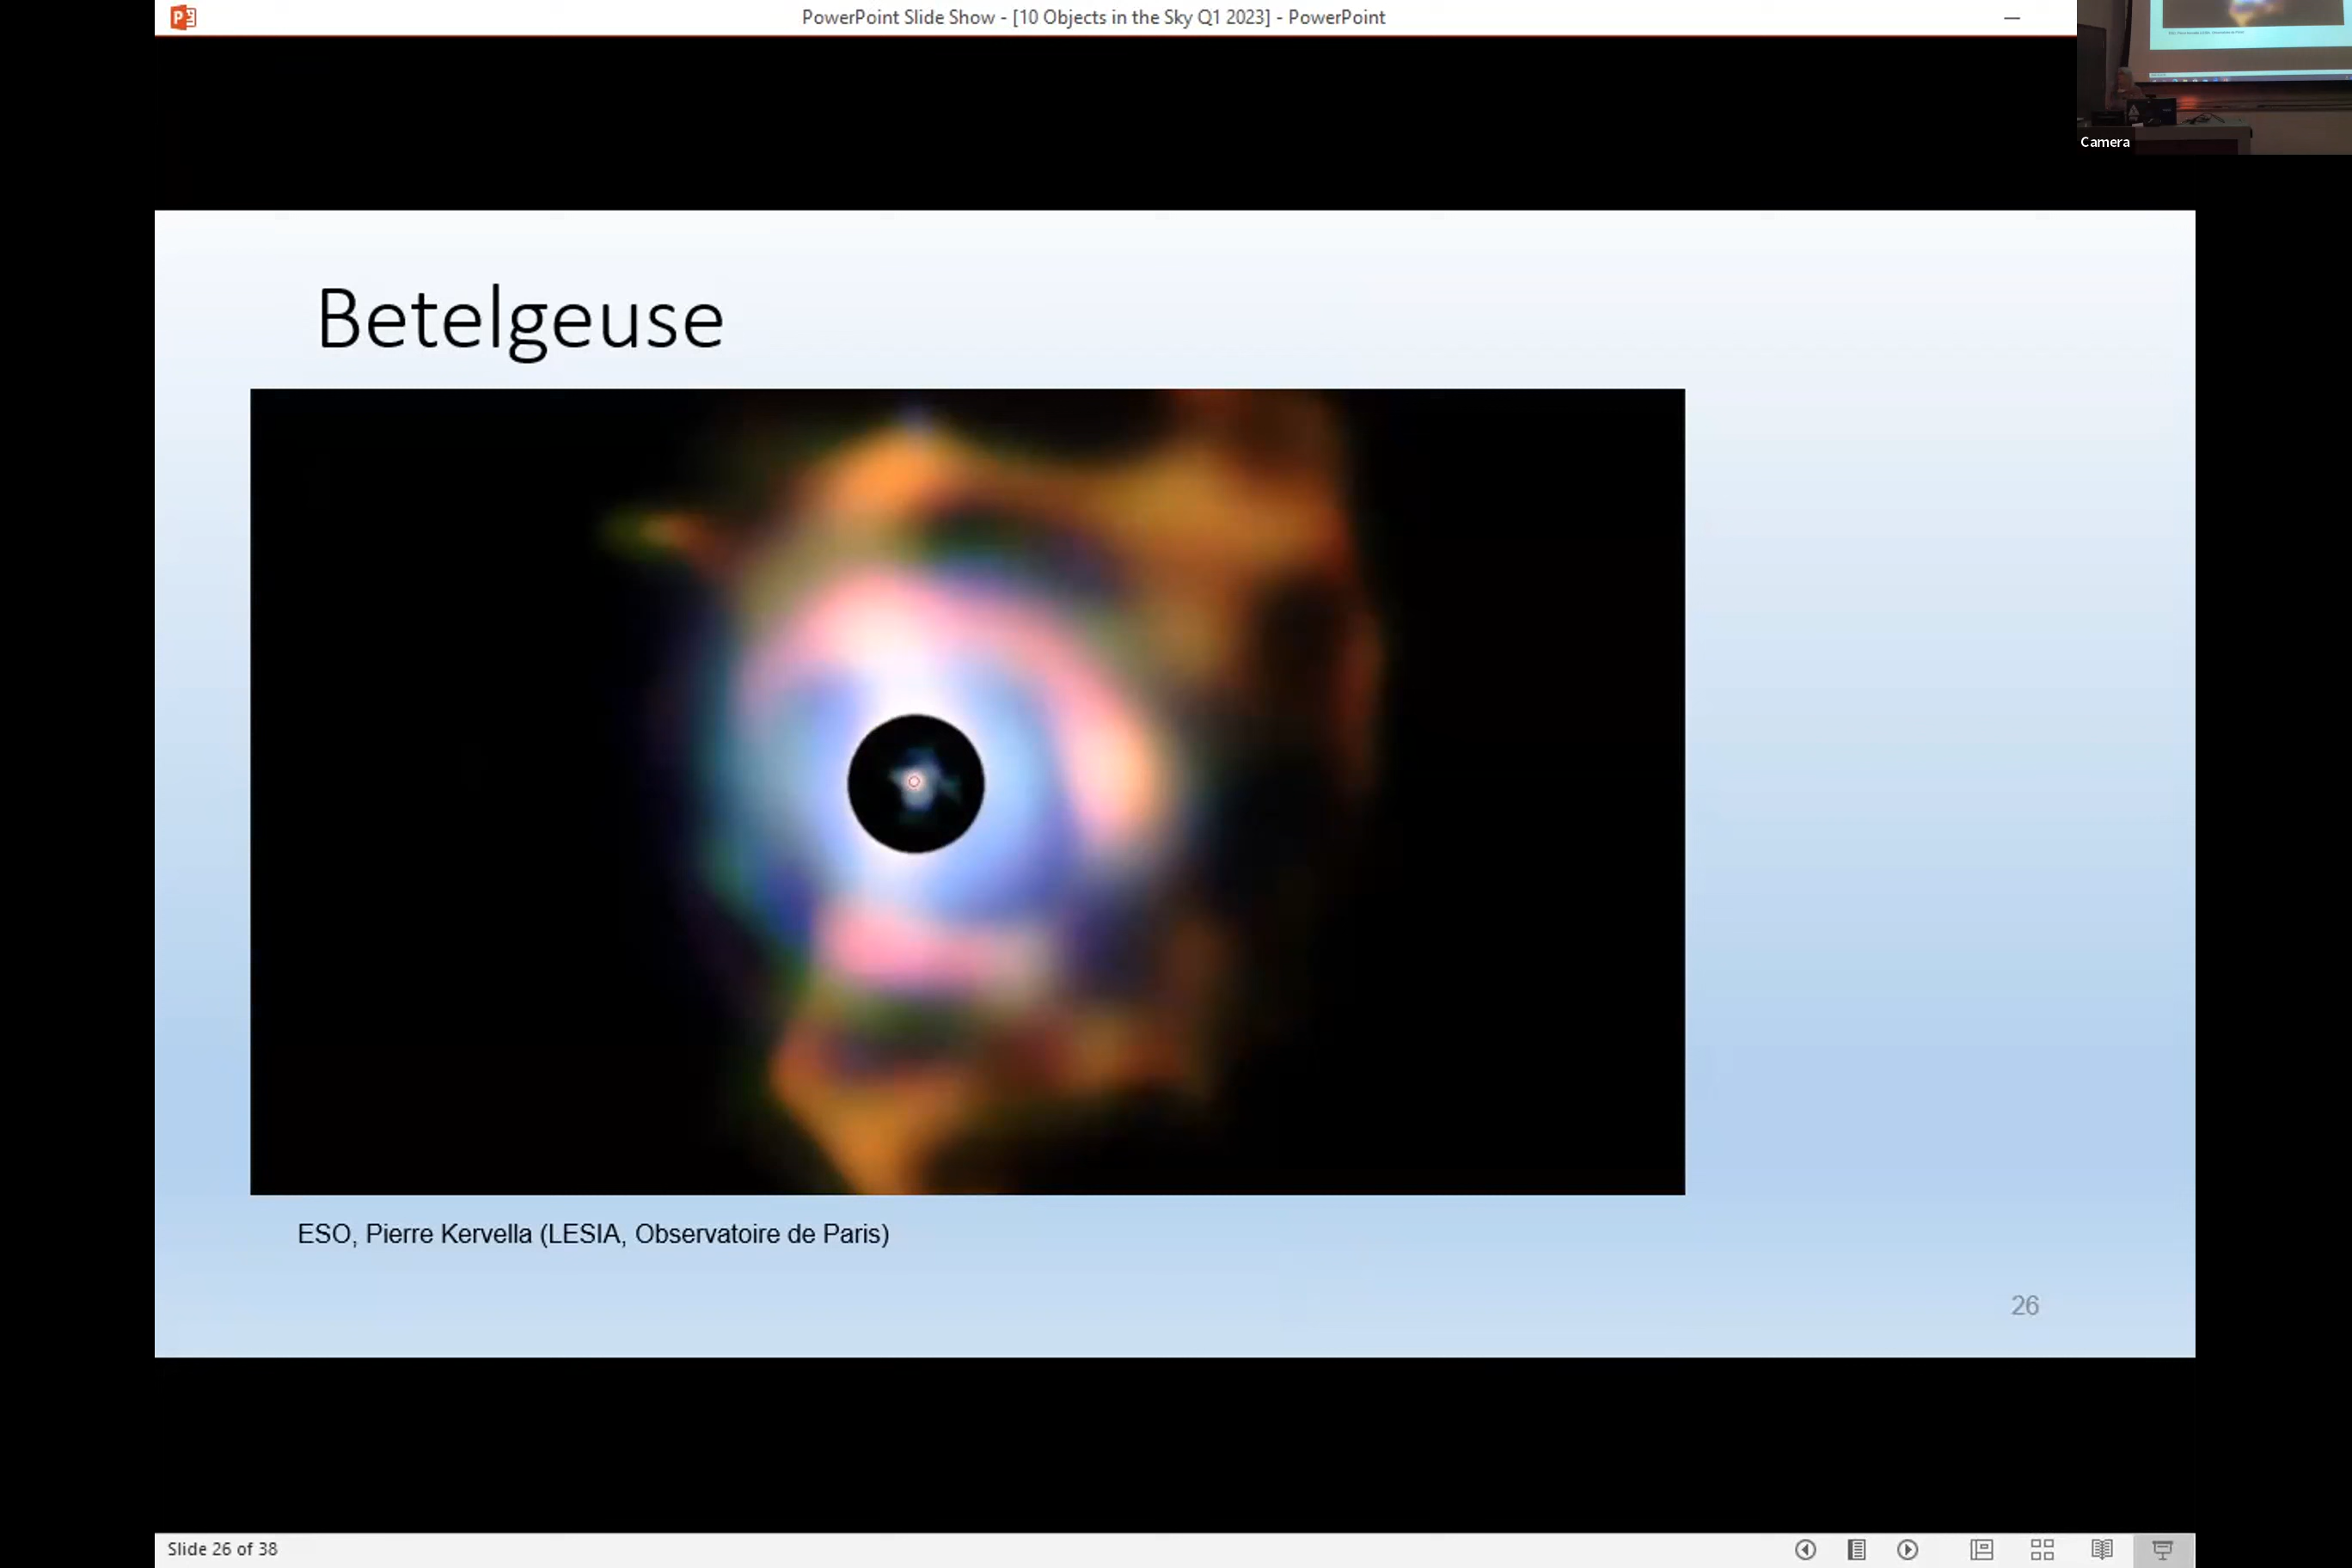 PowerPoint Slide Show - [10 Objects in the Sky Q1 2023] - PowerPoint
Camera
Betelgeuse
ESO, Pierre Kervella (LESIA, Observatoire de Paris)
26
Slide 26 of 38